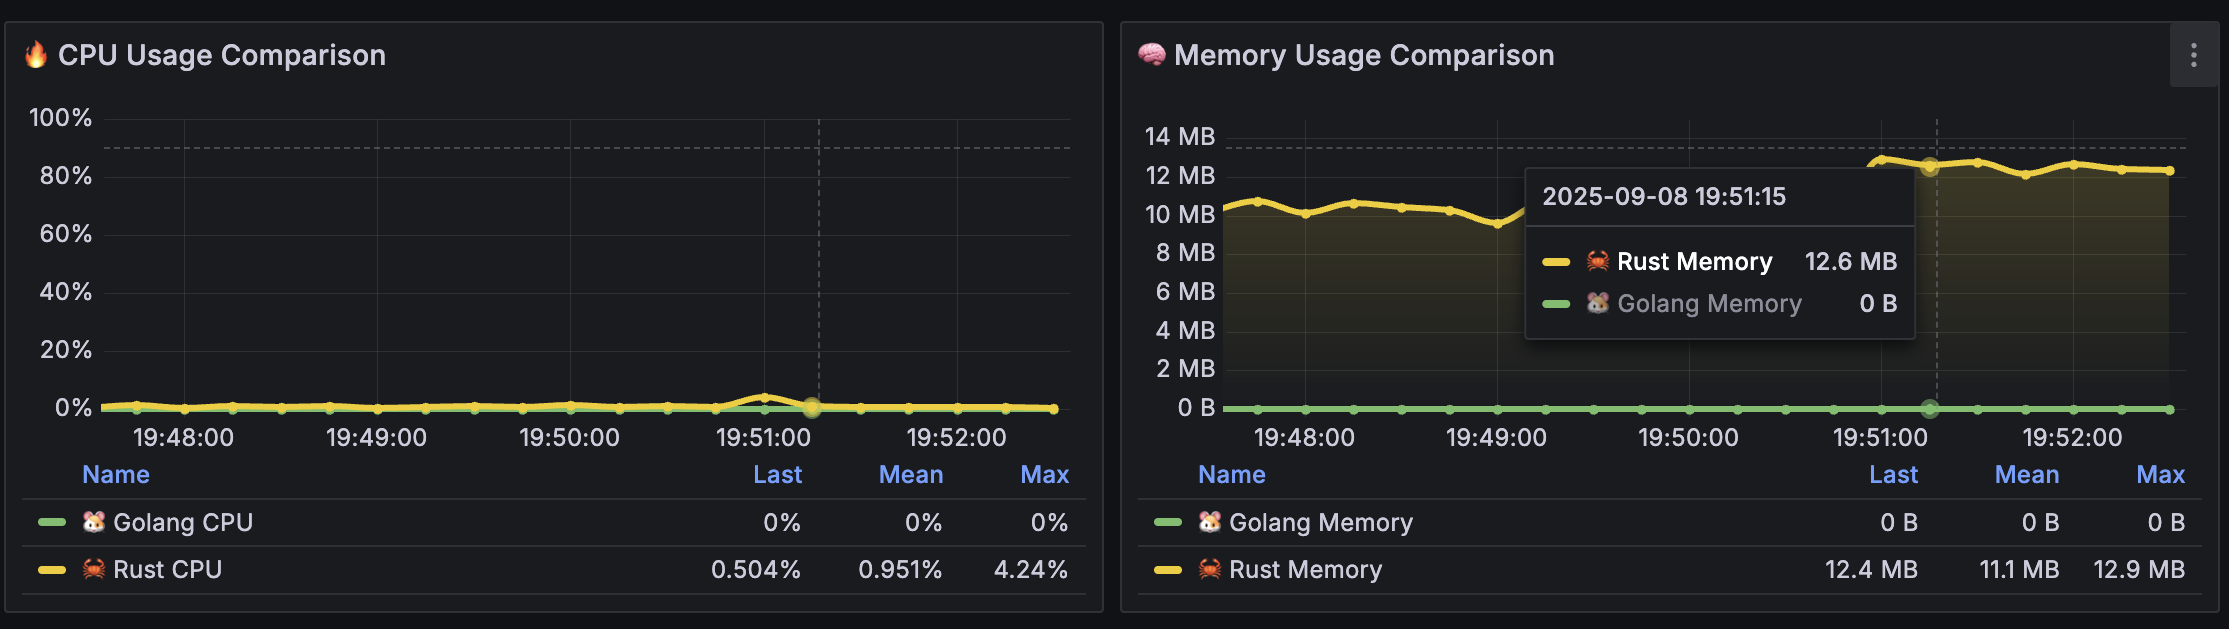 🔥 CPU Usage Comparison
100%
80%
60%
40%
20%
0%
19:48:00 19:49:00 19:50:00 19:51:00 19:52:00
Name Last Mean Max
🐹 Golang CPU 0% 0% 0%
🦀 Rust CPU 0.504% 0.951% 4.24%
🧠 Memory Usage Comparison
14 MB
12 MB
10 MB
8 MB
6 MB
4 MB
2 MB
0 B
2025-09-08 19:51:15
🦀 Rust Memory 12.6 MB
🐹 Golang Memory 0 B
19:48:00 19:49:00 19:50:00 19:51:00 19:52:00
Name Last Mean Max
🐹 Golang Memory 0 B 0 B 0 B
🦀 Rust Memory 12.4 MB 11.1 MB 12.9 MB